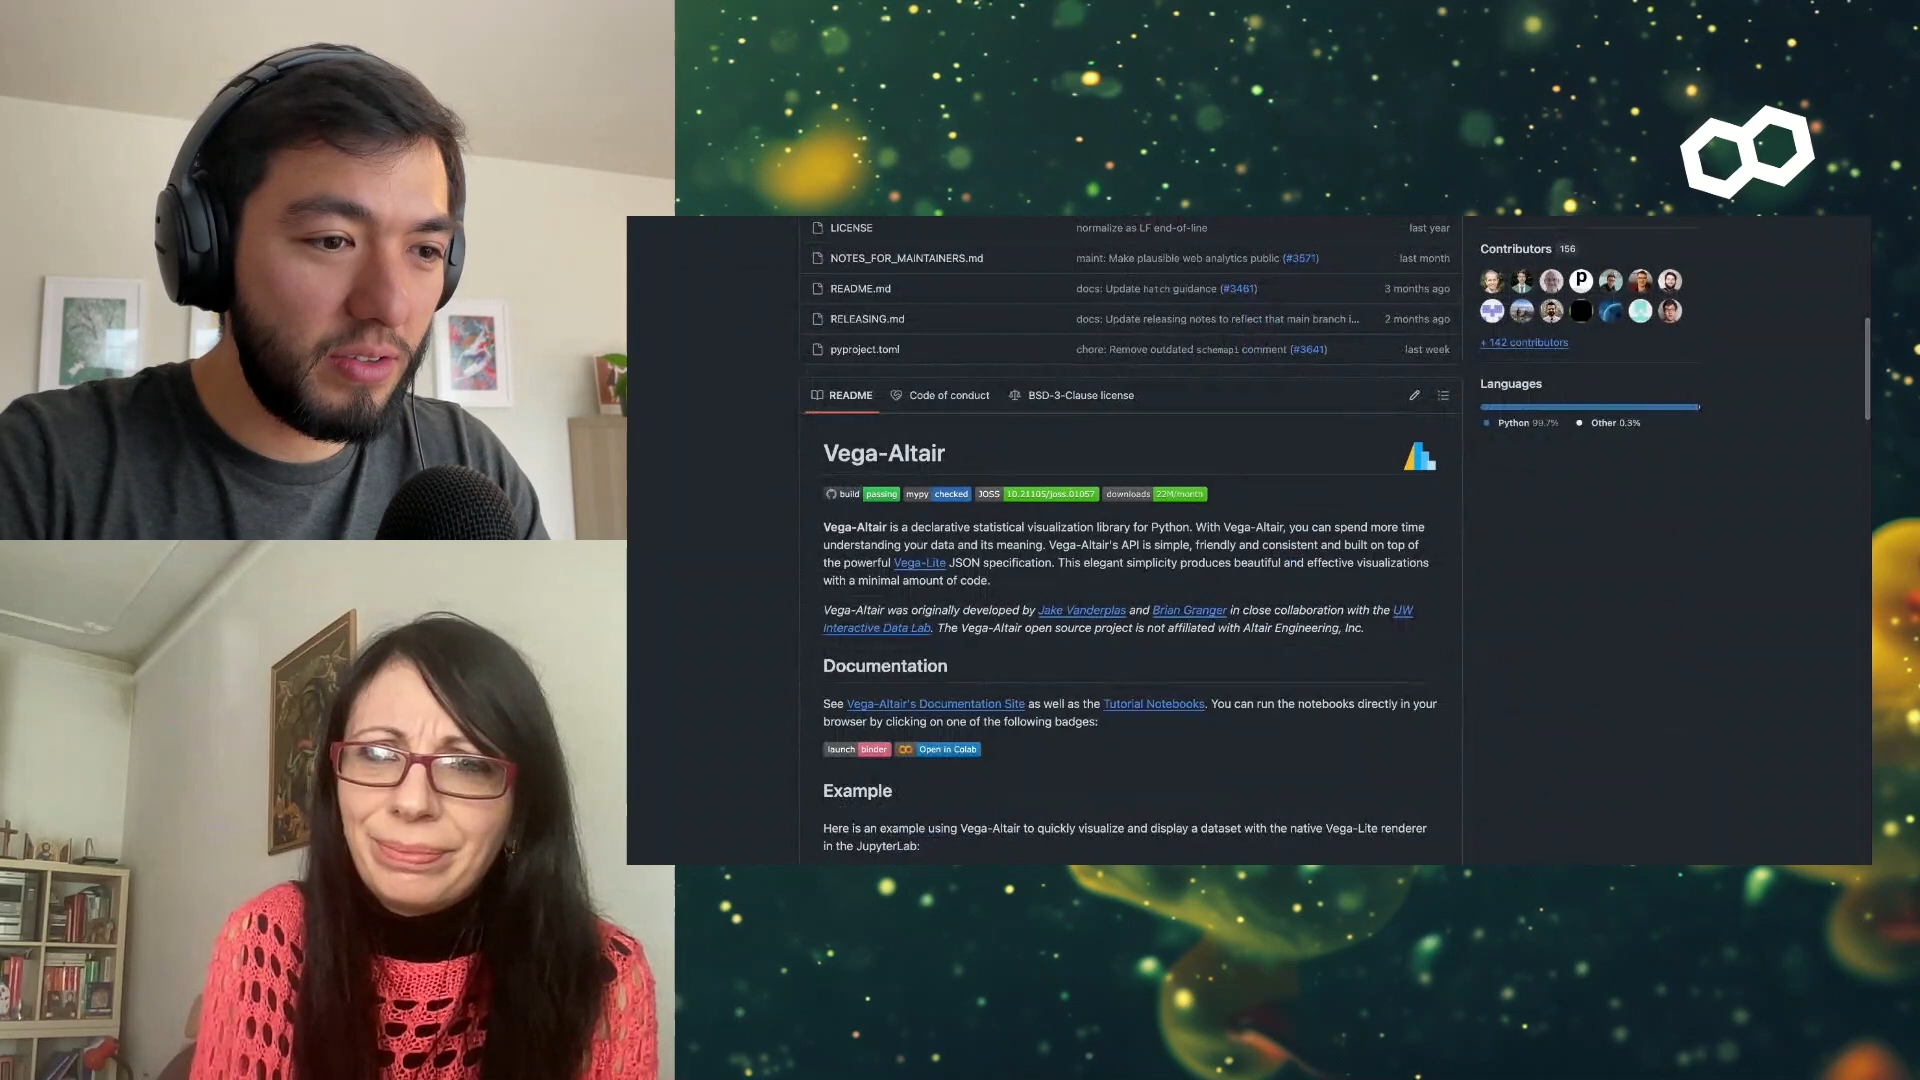 LICENSE normalize as LF end-of-line last year
NOTES_FOR_MAINTAINERS.md maint: Make plausible web analytics public (#3571) last month
README.md docs: Update hatch guidance (#3461) 3 months ago
RELEASING.md docs: Update releasing notes to reflect that main branch i... 2 months ago
pyproject.toml chore: Remove outdated schemapi comment (#3641) last week
README Code of conduct BSD-3-Clause license
Vega-Altair
build passing mypy checked JOSS 10.21105/joss.01057 downloads 22M/month
Vega-Altair is a declarative statistical visualization library for Python. With Vega-Altair, you can spend more time
understanding your data and its meaning. Vega-Altair's API is simple, friendly and consistent and built on top of
the powerful Vega-Lite JSON specification. This elegant simplicity produces beautiful and effective visualizations
with a minimal amount of code.
Vega-Altair was originally developed by Jake Vanderplas and Brian Granger in close collaboration with the UW
Interactive Data Lab. The Vega-Altair open source project is not affiliated with Altair Engineering, Inc.
Documentation
See Vega-Altair's Documentation Site as well as the Tutorial Notebooks. You can run the notebooks directly in your
browser by clicking on one of the following badges:
launch binder Open in Colab
Example
Here is an example using Vega-Altair to quickly visualize and display a dataset with the native Vega-Lite renderer
in the JupyterLab:
Contributors 156
P
+ 142 contributors
Languages
Python 99.7% Other 0.3%